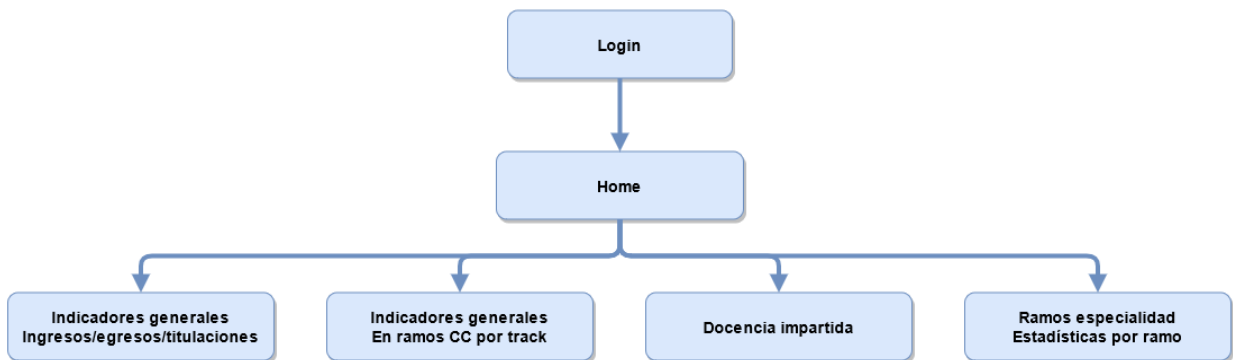 Login
Home
Indicadores generales
Ingresos/egresos/titulaciones
Indicadores generales
En ramos CC por track
Docencia impartida
Ramos especialidad
Estadísticas por ramo